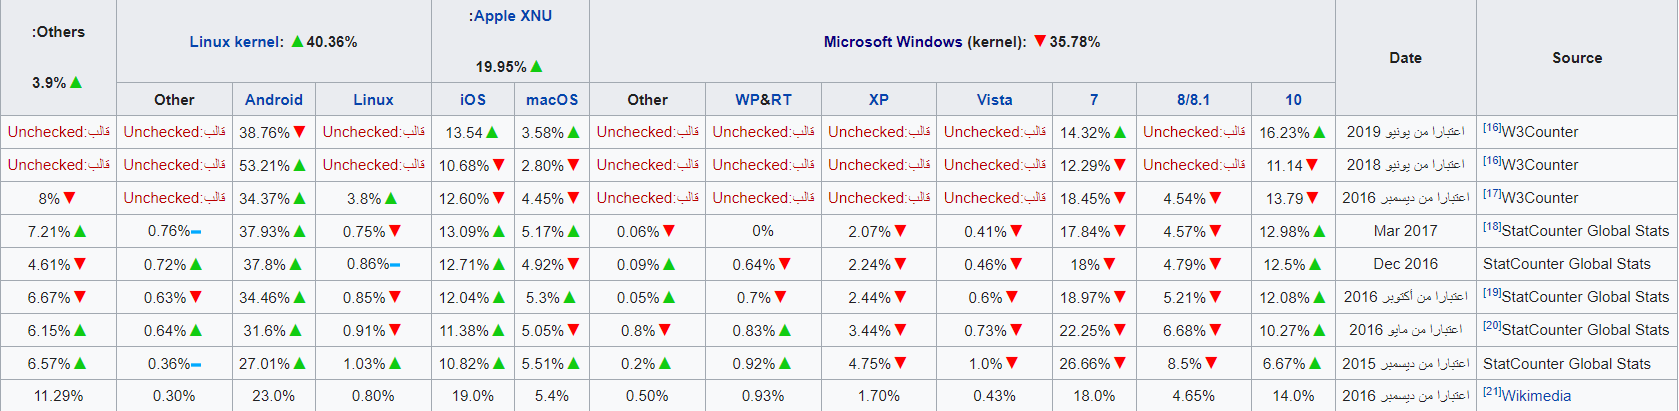 Source Date Microsoft Windows (kernel): ▼35.78% Apple XNU: 19.95% ▲ Linux kernel: ▲40.36% Others: 3.9% ▲
10 8/8.1 7 Vista XP WP&RT Other macOS iOS Linux Android Other
[16]W3Counter اعتبارا من يونيو 2019 16.23% ▲ قالب:Unchecked 14.32% ▲ قالب:Unchecked قالب:Unchecked قالب:Unchecked قالب:Unchecked 3.58% ▲ 13.54 ▲ قالب:Unchecked 38.76% ▼ قالب:Unchecked قالب:Unchecked
[16]W3Counter اعتبارا من يونيو 2018 11.14 ▼ قالب:Unchecked 12.29% ▼ قالب:Unchecked قالب:Unchecked قالب:Unchecked قالب:Unchecked 2.80% ▼ 10.68% ▼ قالب:Unchecked 53.21% ▲ قالب:Unchecked قالب:Unchecked
[17]W3Counter اعتبارا من ديسمبر 2016 13.79 ▼ 4.54% ▼ 18.45% ▼ قالب:Unchecked قالب:Unchecked قالب:Unchecked قالب:Unchecked 4.45% ▼ 12.60% ▼ 3.8% ▲ 34.37% ▲ قالب:Unchecked 8% ▼
[18]StatCounter Global Stats Mar 2017 12.98% ▲ 4.57% ▼ 17.84% ▼ 0.41% ▼ 2.07% ▼ 0% 0.06% ▼ 5.17% ▲ 13.09% ▲ 0.75% ▼ 37.93% ▲ 0.76% ▬ 7.21% ▲
StatCounter Global Stats Dec 2016 12.5% ▲ 4.79% ▼ 18% ▼ 0.46% ▼ 2.24% ▼ 0.64% ▼ 0.09% ▲ 4.92% ▼ 12.71% ▲ 0.86% ▬ 37.8% ▲ 0.72% ▲ 4.61% ▼
[19]StatCounter Global Stats اعتبارا من أكتوبر 2016 12.08% ▲ 5.21% ▼ 18.97% ▼ 0.6% ▼ 2.44% ▼ 0.7% ▼ 0.05% ▲ 5.3% ▲ 12.04% ▲ 0.85% ▼ 34.46% ▲ 0.63% ▼ 6.67% ▼
[20]StatCounter Global Stats اعتبارا من مايو 2016 10.27% ▲ 6.68% ▼ 22.25% ▼ 0.73% ▼ 3.44% ▼ 0.83% ▲ 0.8% ▼ 5.05% ▼ 11.38% ▲ 0.91% ▼ 31.6% ▲ 0.64% ▲ 6.15% ▲
StatCounter Global Stats اعتبارا من ديسمبر 2015 6.67% ▲ 8.5% ▼ 26.66% ▼ 1.0% ▼ 4.75% ▼ 0.92% ▲ 0.2% ▲ 5.51% ▲ 10.82% ▲ 1.03% ▲ 27.01% ▲ 0.36% ▬ 6.57% ▲
[21]Wikimedia اعتبارا من ديسمبر 2016 14.0% 4.65% 18.0% 0.43% 1.70% 0.93% 0.50% 5.4% 19.0% 0.80% 23.0% 0.30% 11.29%